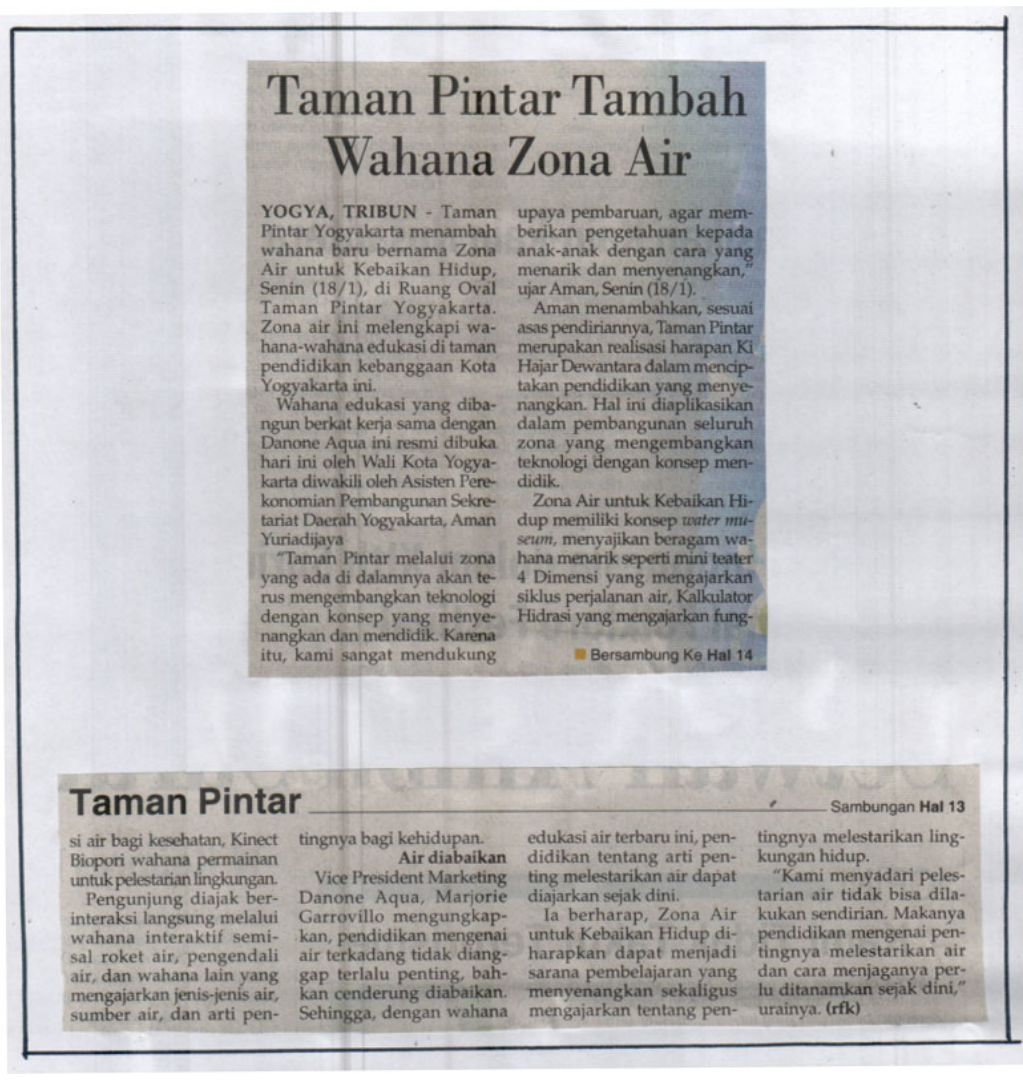 Taman Pintar Tambah
Wahana Zona Air
YOGYA, TRIBUN - Taman
Pintar Yogyakarta menambah
wahana baru bernama Zona
Air untuk Kebaikan Hidup,
Senin (18/1), di Ruang Oval
Taman Pintar Yogyakarta.
Zona air ini melengkapi wa-
hana-wahana edukasi di taman
pendidikan kebanggaan Kota
Yogyakarta ini.
Wahana edukasi yang diba-
ngun berkat kerja sama dengan
Danone Aqua ini resmi dibuka
hari ini oleh Wali Kota Yogya-
karta diwakili oleh Asisten Pere-
konomian Pembangunan Sekre-
tariat Daerah Yogyakarta, Aman
Yuriadijaya
"Taman Pintar melalui zona
yang ada di dalamnya akan te-
rus mengembangkan teknologi
dengan konsep yang menye-
nangkan dan mendidik. Karena
itu, kami sangat mendukung
upaya pembaruan, agar mem-
berikan pengetahuan kepada
anak-anak dengan cara yang
menarik dan menyenangkan,"
ujar Aman, Senin (18/1).
Aman menambahkan, sesuai
asas pendiriannya, Taman Pintar
merupakan realisasi harapan Ki
Hajar Dewantara dalam mencip-
takan pendidikan yang menye-
nangkan. Hal ini diaplikasikan
dalam pembangunan seluruh
zona yang mengembangkan
teknologi dengan konsep men-
didik.
Zona Air untuk Kebaikan Hi-
dup memiliki konsep water mu-
seum, menyajikan beragam wa-
hana menarik seperti mini teater
4 Dimensi yang mengajarkan
siklus perjalanan air, Kalkulator
Hidrasi yang mengajarkan fung-
Bersambung Ke Hal 14
Taman Pintar
Sambungan Hal 13
si air bagi kesehatan, Kinect
Biopori wahana permainan
untuk pelestarian lingkungan.
Pengunjung diajak ber-
interaksi langsung melalui
wahana interaktif semi-
sal roket air, pengendali
air, dan wahana lain yang
mengajarkan jenis-jenis air,
sumber air, dan arti pen-
tingnya bagi kehidupan.
Air diabaikan
Vice President Marketing
Danone Aqua, Marjorie
Garrovillo mengungkap-
kan, pendidikan mengenai
air terkadang tidak diang-
gap terlalu penting, bah-
kan cenderung diabaikan.
Sehingga, dengan wahana
edukasi air terbaru ini, pen-
didikan tentang arti pen-
ting melestarikan air dapat
diajarkan sejak dini.
Ia berharap, Zona Air
untuk Kebaikan Hidup di-
harapkan dapat menjadi
sarana pembelajaran yang
menyenangkan sekaligus
mengajarkan tentang pen-
tingnya melestarikan ling-
kungan hidup.
"Kami menyadari peles-
tarian air tidak bisa dila-
kukan sendirian. Makanya
pendidikan mengenai pen-
tingnya melestarikan air
dan cara menjaganya per-
lu ditanamkan sejak dini,"
urainya. (rfk)